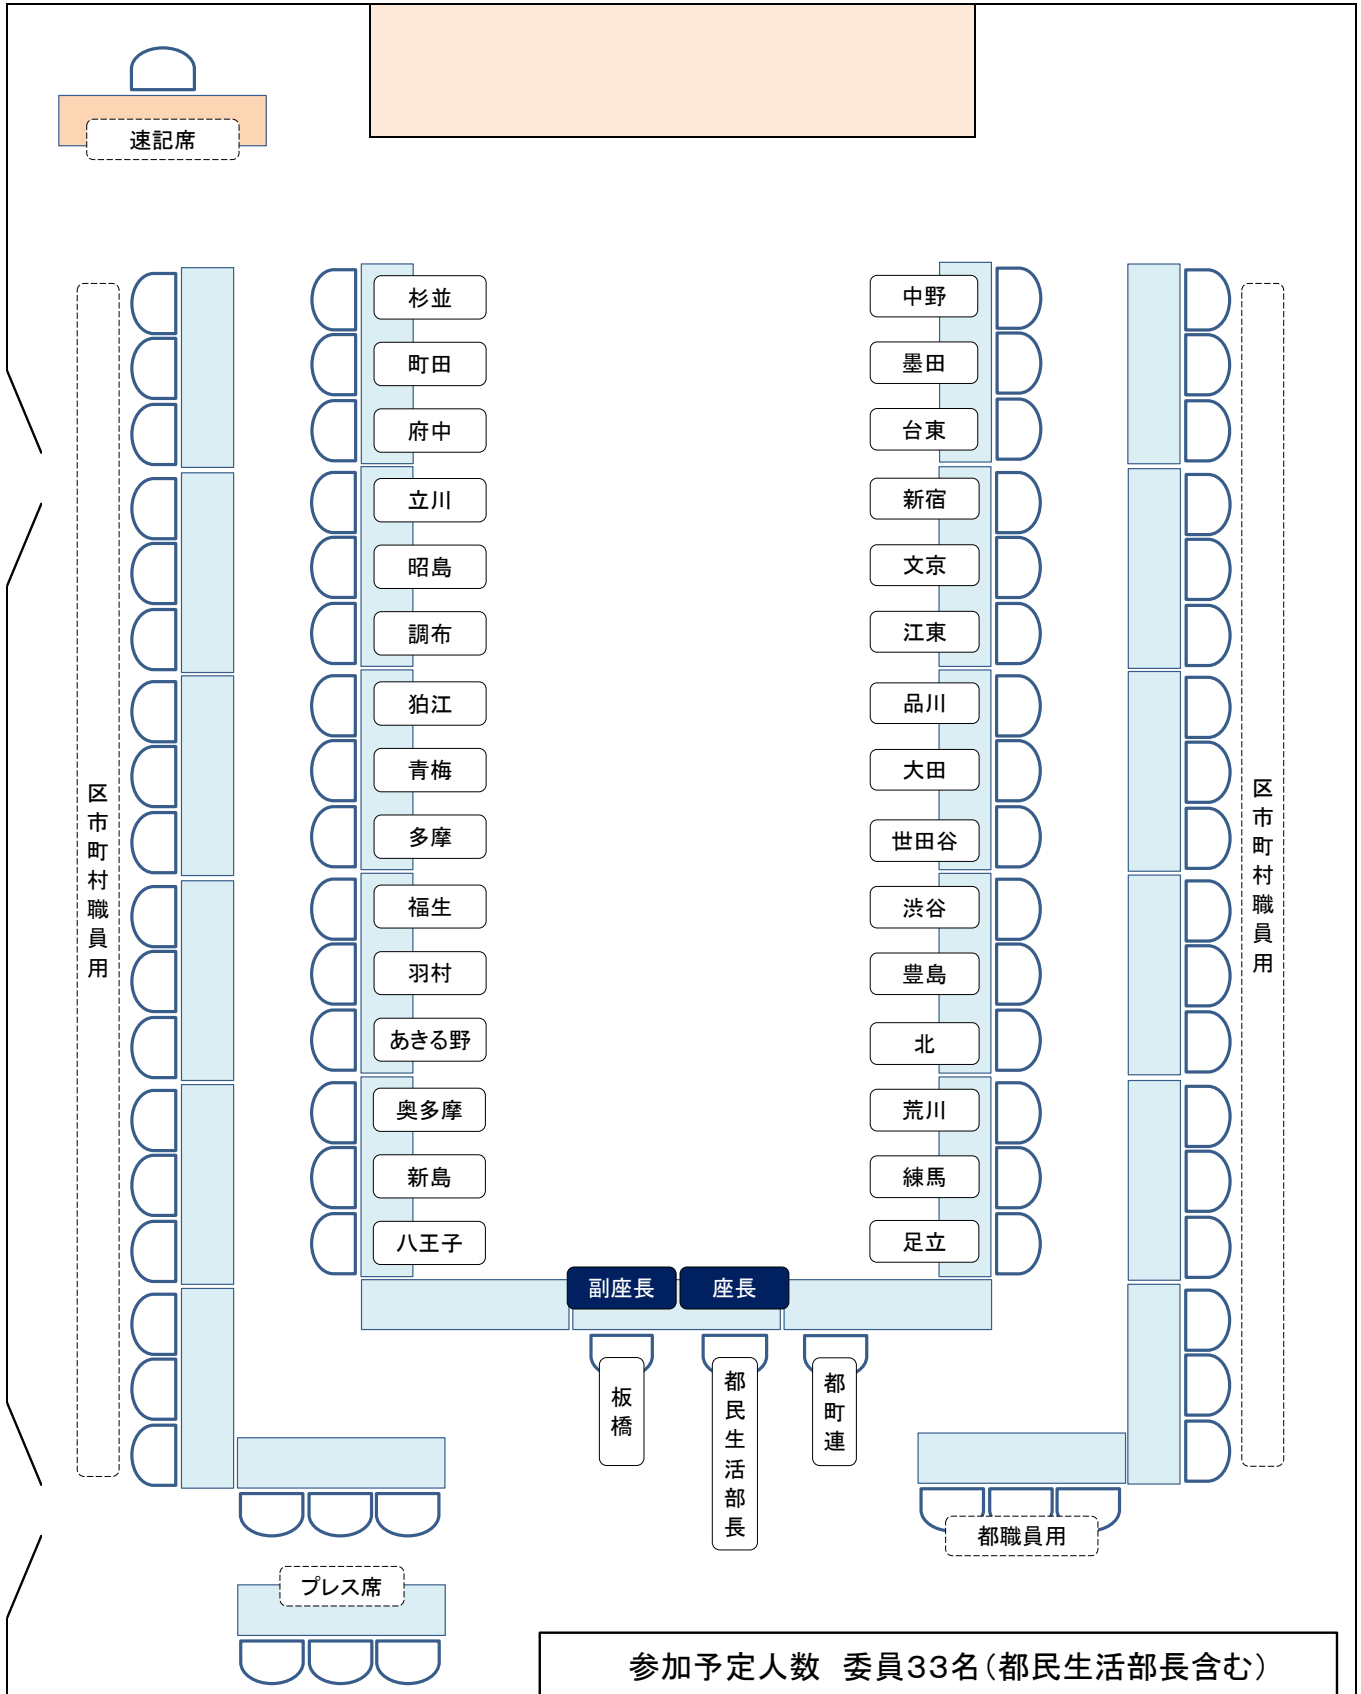 速記席
杉並
町田
府中
立川
昭島
調布
狛江
青梅
多摩
福生
羽村
あきる野
奥多摩
新島
八王子
中野
墨田
台東
新宿
文京
江東
品川
大田
世田谷
渋谷
豊島
北
荒川
練馬
足立
区市町村職員用
区市町村職員用
副座長
座長
板橋
都民生活部長
都町連
都職員用
プレス席
参加予定人数 委員33名(都民生活部長含む)